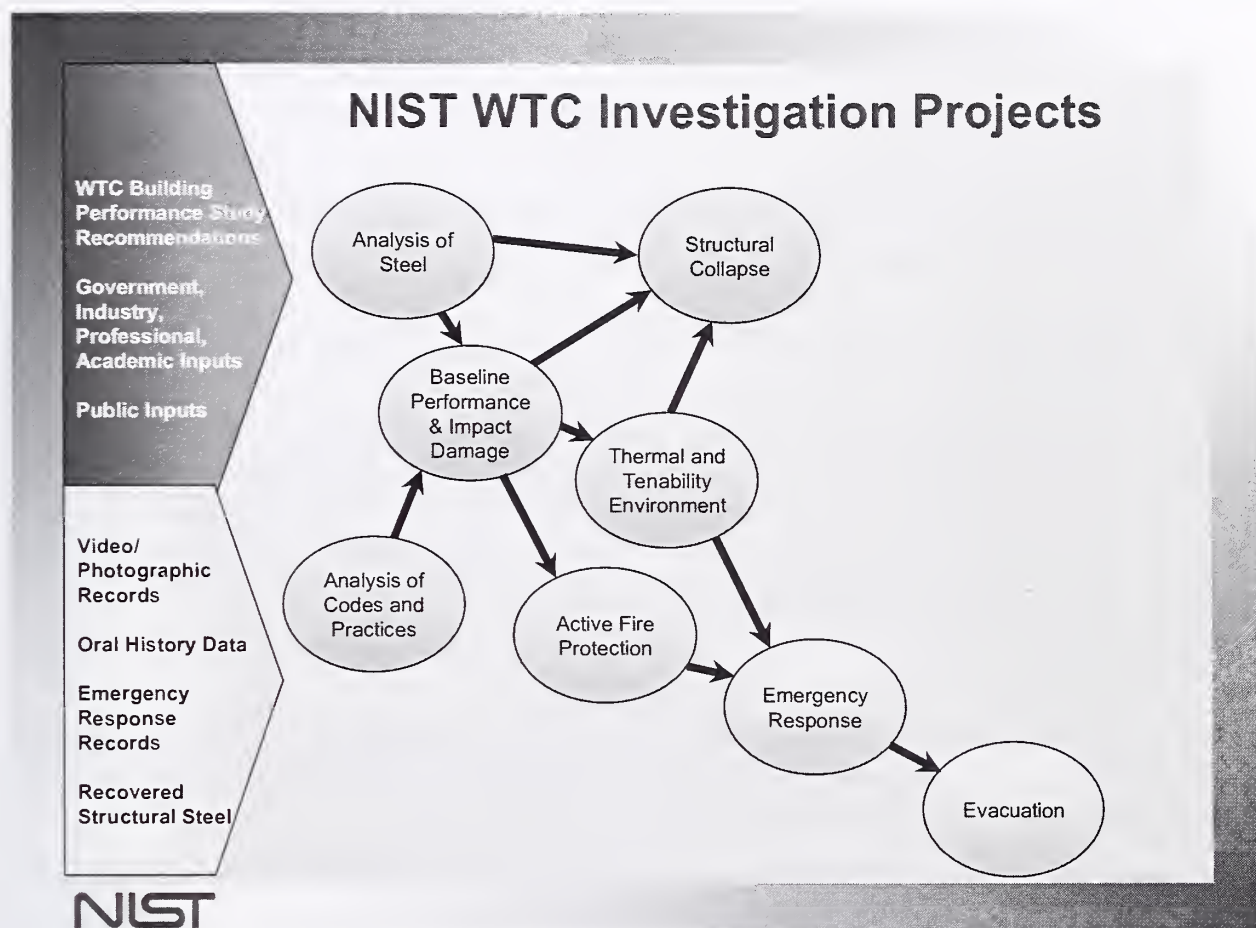 NIST WTC Investigation Projects
WTC Building
Performance Study
Recommendations
Government,
Industry,
Professional,
Academic Inputs
Public Inputs
Video/
Photographic
Records
Oral History Data
Emergency
Response
Records
Recovered
Structural Steel
Analysis of
Steel
Structural
Collapse
Baseline
Performance
& Impact
Damage
Thermal and
Tenability
Environment
Analysis of
Codes and
Practices
Active Fire
Protection
Emergency
Response
Evacuation
NIST